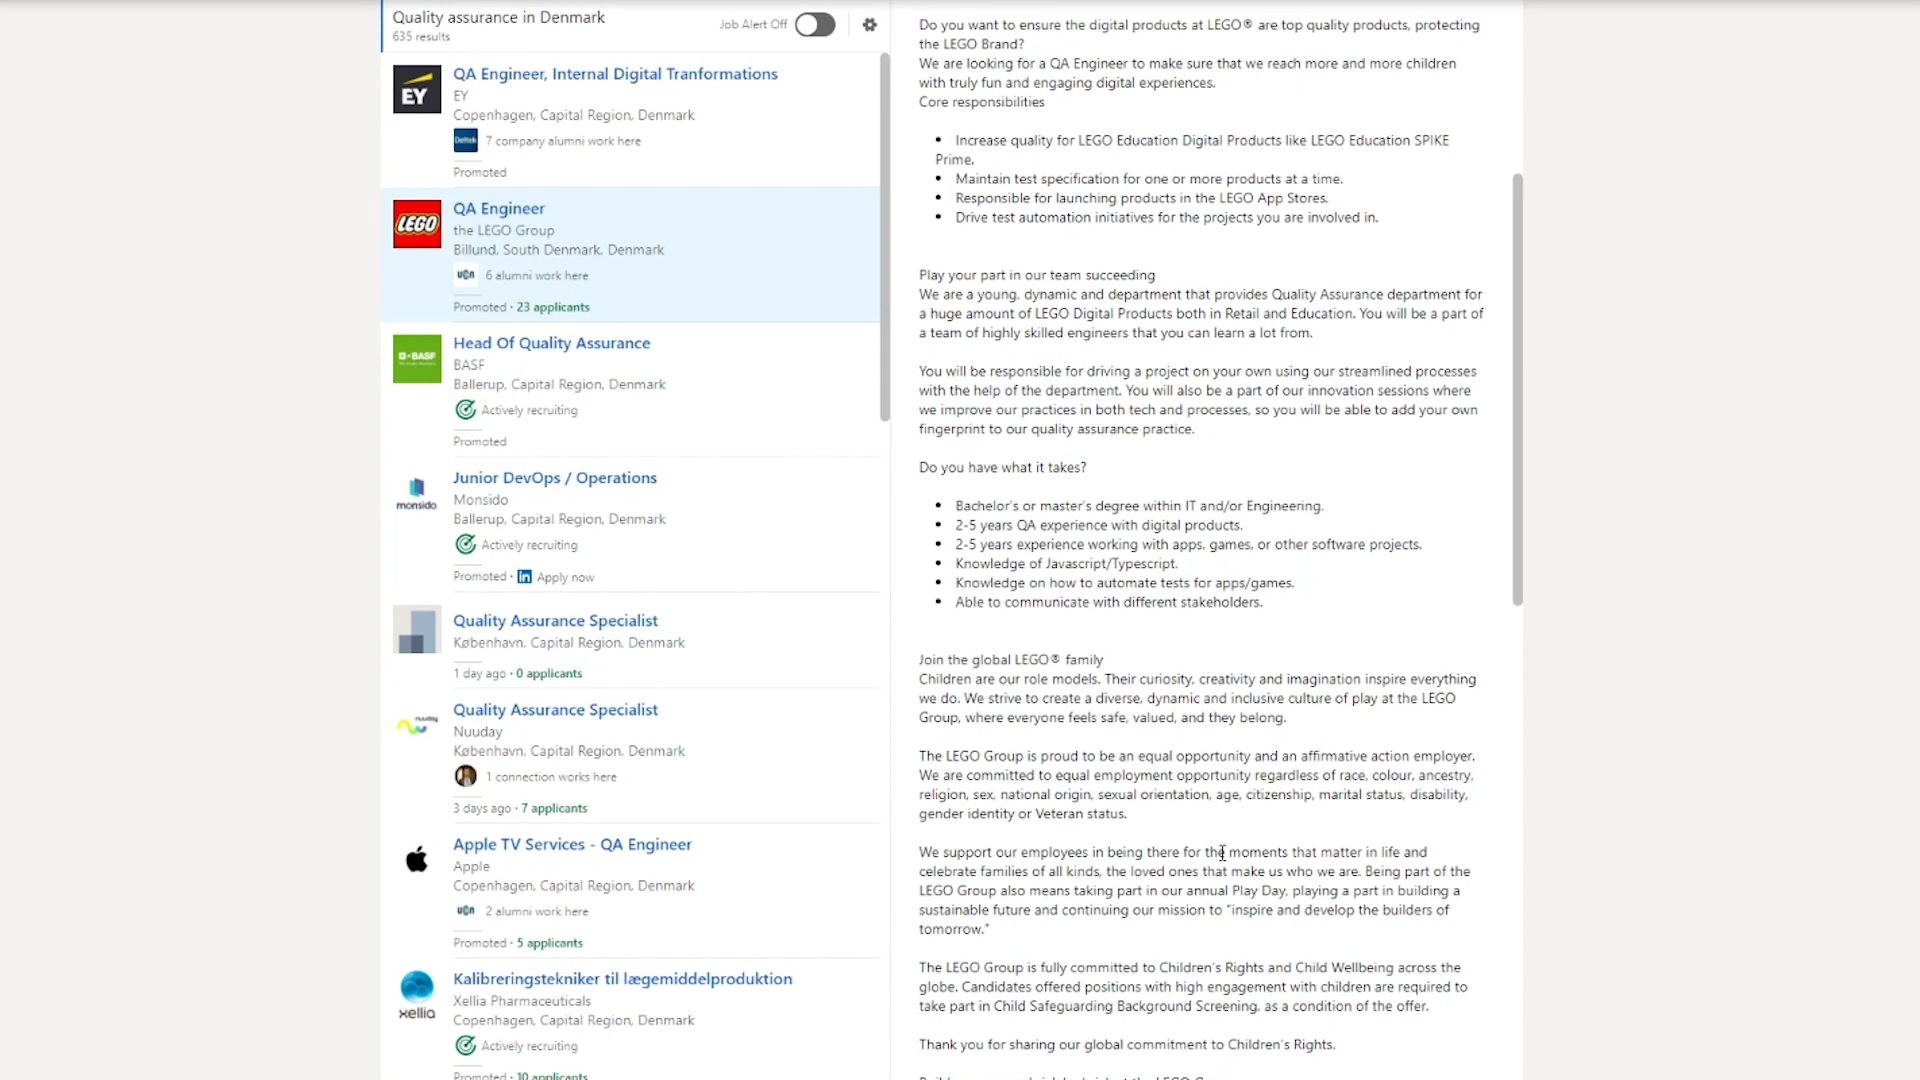 Quality assurance in Denmark
635 results
Job Alert Off
EY
QA Engineer, Internal Digital Tranformations
EY
Copenhagen, Capital Region, Denmark
7 company alumni work here
Promoted
LEGO
QA Engineer
the LEGO Group
Billund, South Denmark, Denmark
ucn
6 alumni work here
Promoted · 23 applicants
BASF
Head Of Quality Assurance
BASF
Ballerup, Capital Region, Denmark
Actively recruiting
Promoted
monsido
Junior DevOps / Operations
Monsido
Ballerup, Capital Region, Denmark
Actively recruiting
Promoted · in Apply now
Quality Assurance Specialist
København, Capital Region, Denmark
1 day ago · 0 applicants
nuuday
Quality Assurance Specialist
Nuuday
København, Capital Region, Denmark
1 connection works here
3 days ago · 7 applicants
Apple TV Services - QA Engineer
Apple
Copenhagen, Capital Region, Denmark
ucn
2 alumni work here
Promoted · 5 applicants
xellia
Kalibreringstekniker til lægemiddelproduktion
Xellia Pharmaceuticals
Copenhagen, Capital Region, Denmark
Actively recruiting
Promoted · 10 applicants
Do you want to ensure the digital products at LEGO® are top quality products, protecting
the LEGO Brand?
We are looking for a QA Engineer to make sure that we reach more and more children
with truly fun and engaging digital experiences.
Core responsibilities
• Increase quality for LEGO Education Digital Products like LEGO Education SPIKE
Prime.
• Maintain test specification for one or more products at a time.
• Responsible for launching products in the LEGO App Stores.
• Drive test automation initiatives for the projects you are involved in.
Play your part in our team succeeding
We are a young, dynamic and department that provides Quality Assurance department for
a huge amount of LEGO Digital Products both in Retail and Education. You will be a part of
a team of highly skilled engineers that you can learn a lot from.
You will be responsible for driving a project on your own using our streamlined processes
with the help of the department. You will also be a part of our innovation sessions where
we improve our practices in both tech and processes, so you will be able to add your own
fingerprint to our quality assurance practice.
Do you have what it takes?
• Bachelor's or master's degree within IT and/or Engineering.
• 2-5 years QA experience with digital products.
• 2-5 years experience working with apps, games, or other software projects.
• Knowledge of Javascript/Typescript.
• Knowledge on how to automate tests for apps/games.
• Able to communicate with different stakeholders.
Join the global LEGO® family
Children are our role models. Their curiosity, creativity and imagination inspire everything
we do. We strive to create a diverse, dynamic and inclusive culture of play at the LEGO
Group, where everyone feels safe, valued, and they belong.
The LEGO Group is proud to be an equal opportunity and an affirmative action employer.
We are committed to equal employment opportunity regardless of race, colour, ancestry,
religion, sex, national origin, sexual orientation, age, citizenship, marital status, disability,
gender identity or Veteran status.
We support our employees in being there for the moments that matter in life and
celebrate families of all kinds, the loved ones that make us who we are. Being part of the
LEGO Group also means taking part in our annual Play Day, playing a part in building a
sustainable future and continuing our mission to "inspire and develop the builders of
tomorrow."
The LEGO Group is fully committed to Children's Rights and Child Wellbeing across the
globe. Candidates offered positions with high engagement with children are required to
take part in Child Safeguarding Background Screening, as a condition of the offer.
Thank you for sharing our global commitment to Children's Rights.